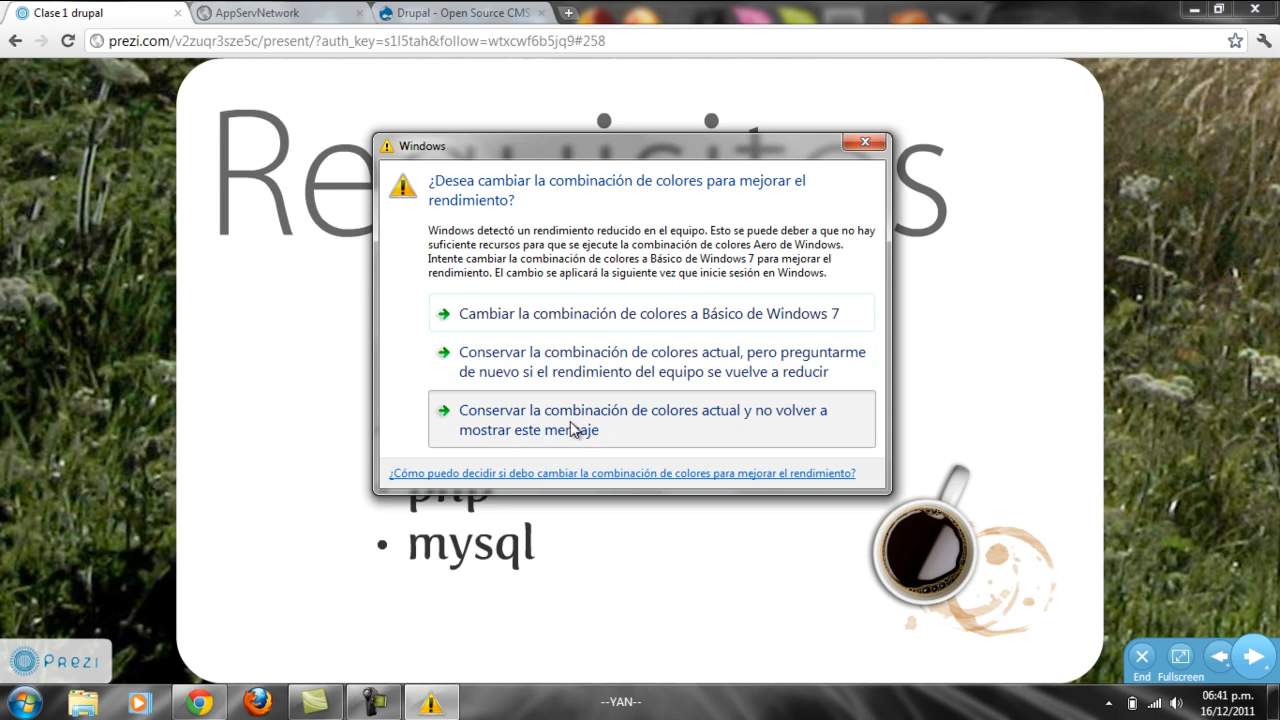 Clase 1 drupal
AppServNetwork
Drupal - Open Source CMS
prezi.com/v2zuqr3sze5c/present/?auth_key=s1l5tah&follow=wtxcwf6b5jq9#258
Requisitos
Windows
¿Desea cambiar la combinación de colores para mejorar el
rendimiento?
Windows detectó un rendimiento reducido en el equipo. Esto se puede deber a que no hay
suficiente recursos para que se ejecute la combinación de colores Aero de Windows.
Intente cambiar la combinación de colores a Básico de Windows 7 para mejorar el
rendimiento. El cambio se aplicará la siguiente vez que inicie sesión en Windows.
Cambiar la combinación de colores a Básico de Windows 7
Conservar la combinación de colores actual, pero preguntarme
de nuevo si el rendimiento del equipo se vuelve a reducir
Conservar la combinación de colores actual y no volver a
mostrar este mensaje
¿Cómo puedo decidir si debo cambiar la combinación de colores para mejorar el rendimiento?
php
• mysql
Prezi
End Fullscreen
--YAN--
06:41 p.m.
16/12/2011